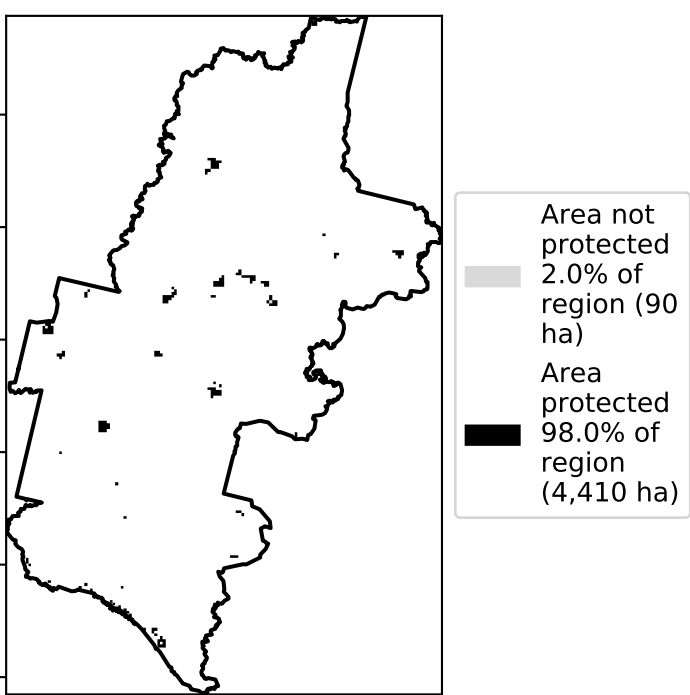 Area not
protected
2.0% of
region (90
ha)
Area
protected
98.0% of
region
(4,410 ha)